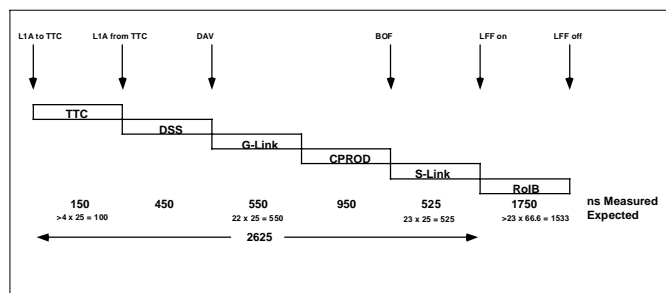 L1A to TTC L1A from TTC DAV BOF LFF on LFF off
TTC
DSS
G-Link
CPROD
S-Link
RoIB
150 450 550 950 525 1750 ns Measured
>4 x 25 = 100 22 x 25 = 550 23 x 25 = 525 >23 x 66.6 = 1533 Expected
2625